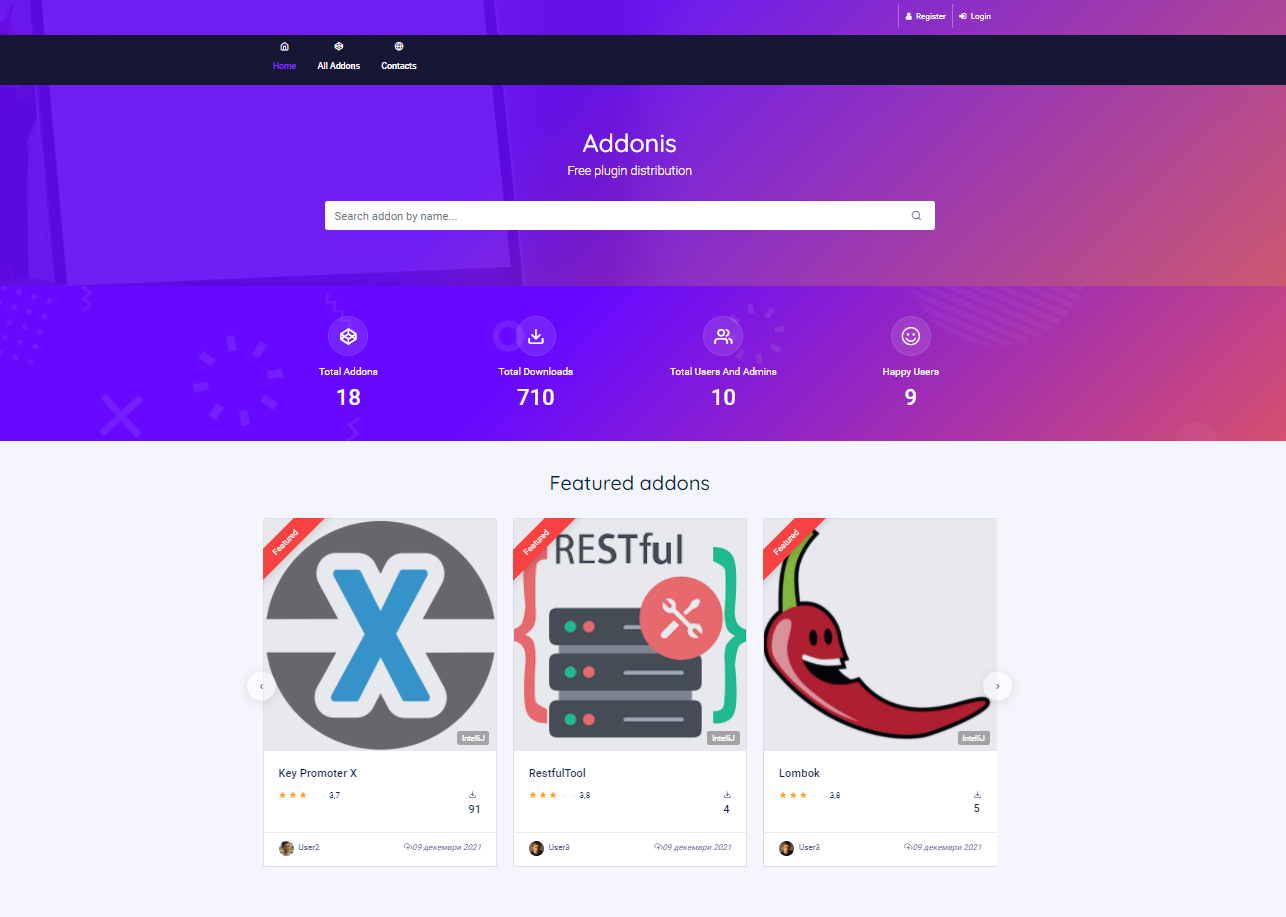 Register
Login
Home
All Addons
Contacts
Addonis
Free plugin distribution
Search addon by name...
Total Addons
18
Total Downloads
710
Total Users And Admins
10
Happy Users
9
Featured addons
Featured
X
IntelliJ
Key Promoter X
3,7
91
User2
09 декември 2021
Featured
RESTful
IntelliJ
RestfulTool
3,8
4
User3
09 декември 2021
Featured
IntelliJ
Lombok
3,8
5
User3
09 декември 2021